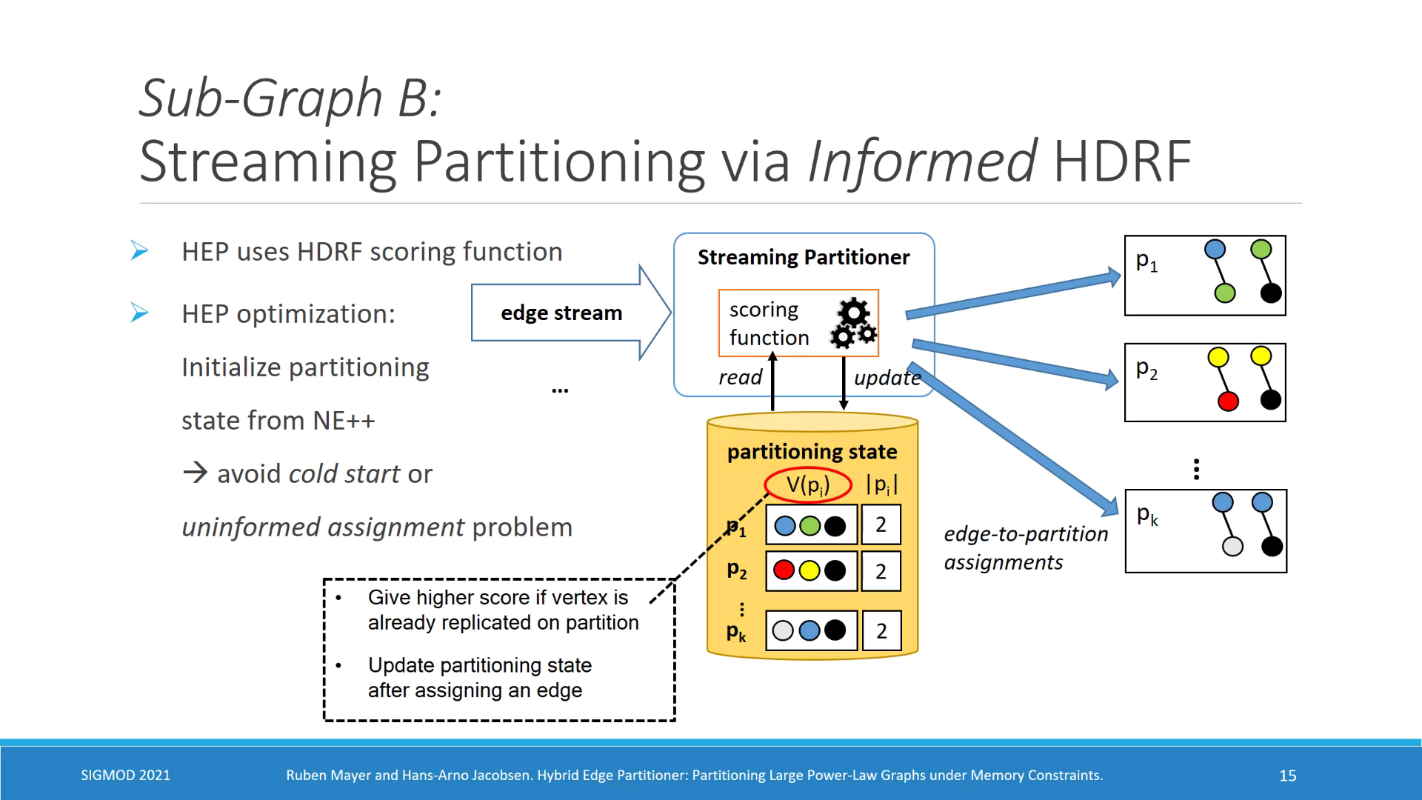 Sub-Graph B:
Streaming Partitioning via Informed HDRF
➢ HEP uses HDRF scoring function
➢ HEP optimization:
Initialize partitioning
state from NE++
→ avoid cold start or
uninformed assignment problem
edge stream
...
Streaming Partitioner
scoring
function
read
update
partitioning state
V(pi) |pi|
p1 2
p2 2
⋮
pk 2
• Give higher score if vertex is
already replicated on partition
• Update partitioning state
after assigning an edge
edge-to-partition
assignments
p1
p2
⋮
pk
SIGMOD 2021
Ruben Mayer and Hans-Arno Jacobsen. Hybrid Edge Partitioner: Partitioning Large Power-Law Graphs under Memory Constraints.
15